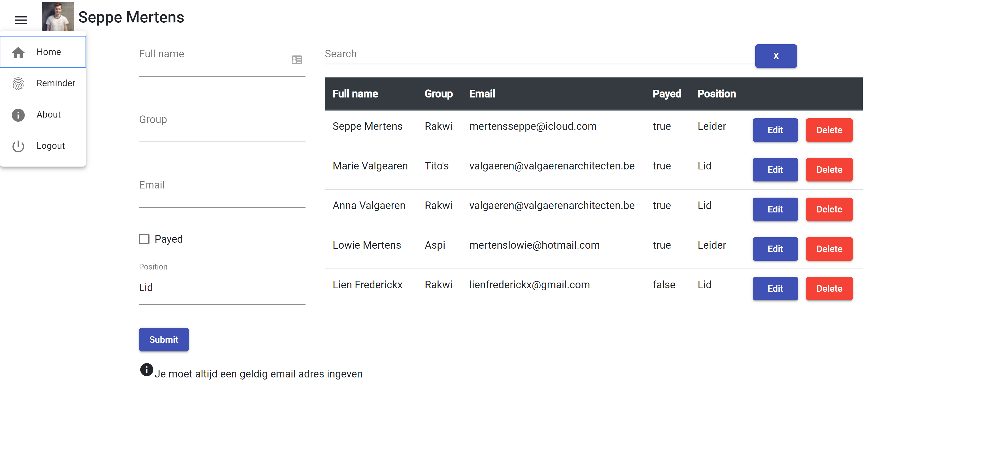 Seppe Mertens
Home
Reminder
About
Logout
Full name
Group
Email
Payed
Position
Lid
Submit
Je moet altijd een geldig email adres ingeven
Search X
Full name Group Email Payed Position
Seppe Mertens Rakwi mertensseppe@icloud.com true Leider Edit Delete
Marie Valgearen Tito's valgaeren@valgaerenarchitecten.be true Lid Edit Delete
Anna Valgaeren Rakwi valgaeren@valgaerenarchitecten.be true Lid Edit Delete
Lowie Mertens Aspi mertenslowie@hotmail.com true Leider Edit Delete
Lien Frederickx Rakwi lienfrederickx@gmail.com false Lid Edit Delete